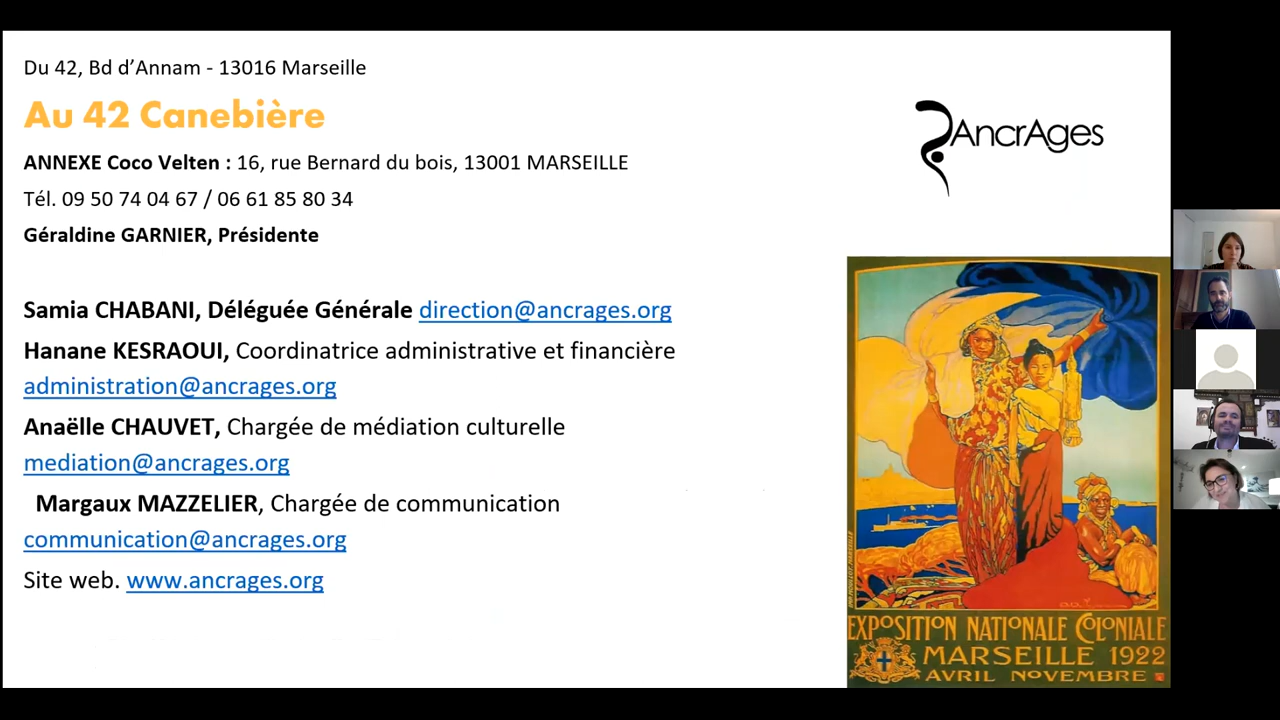 Du 42, Bd d’Annam - 13016 Marseille
Au 42 Canebière
ANNEXE Coco Velten : 16, rue Bernard du bois, 13001 MARSEILLE
Tél. 09 50 74 04 67 / 06 61 85 80 34
Géraldine GARNIER, Présidente
Samia CHABANI, Déléguée Générale direction@ancrages.org
Hanane KESRAOUI, Coordinatrice administrative et financière
administration@ancrages.org
Anaëlle CHAUVET, Chargée de médiation culturelle
mediation@ancrages.org
Margaux MAZZELIER, Chargée de communication
communication@ancrages.org
Site web. www.ancrages.org
AncrAges
EXPOSITION NATIONALE COLONIALE
MARSEILLE 1922
AVRIL NOVEMBRE